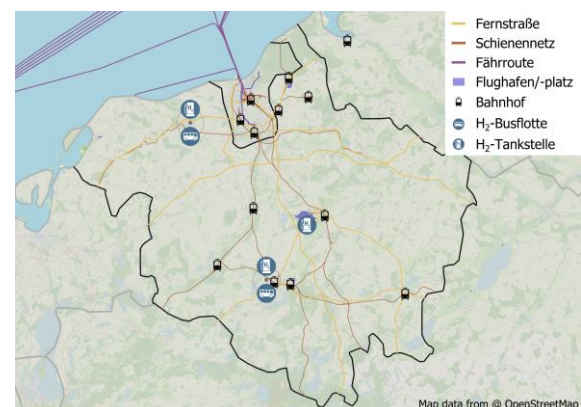 Fernstraße
Schienennetz
Fährroute
Flughafen/-platz
Bahnhof
H₂-Busflotte
H₂-Tankstelle
Map data from @ OpenStreetMap